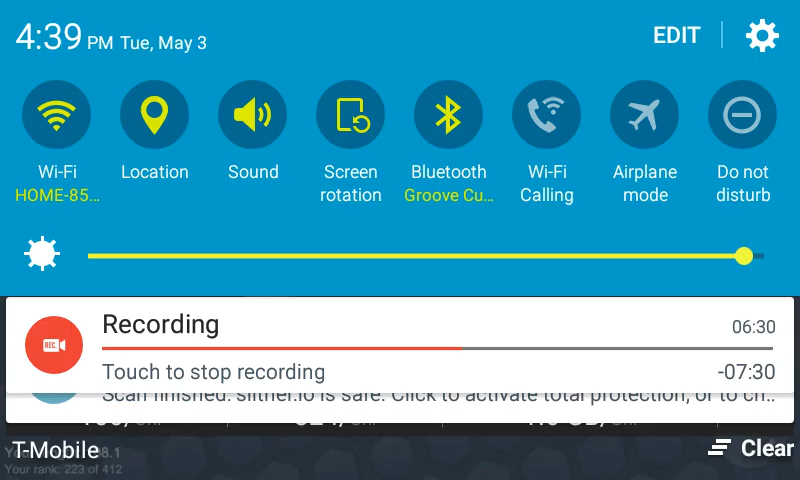 4:39 PM Tue, May 3
EDIT
Wi-Fi
HOME-85...
Location
Sound
Screen
rotation
Bluetooth
Groove Cu...
Wi-Fi
Calling
Airplane
mode
Do not
disturb
Recording
06:30
REC.
Touch to stop recording
-07:30
Scan finished. slither.io is safe. Click to activate total protection, or to ch..
T-Mobile
Clear
Your rank: 223 of 412